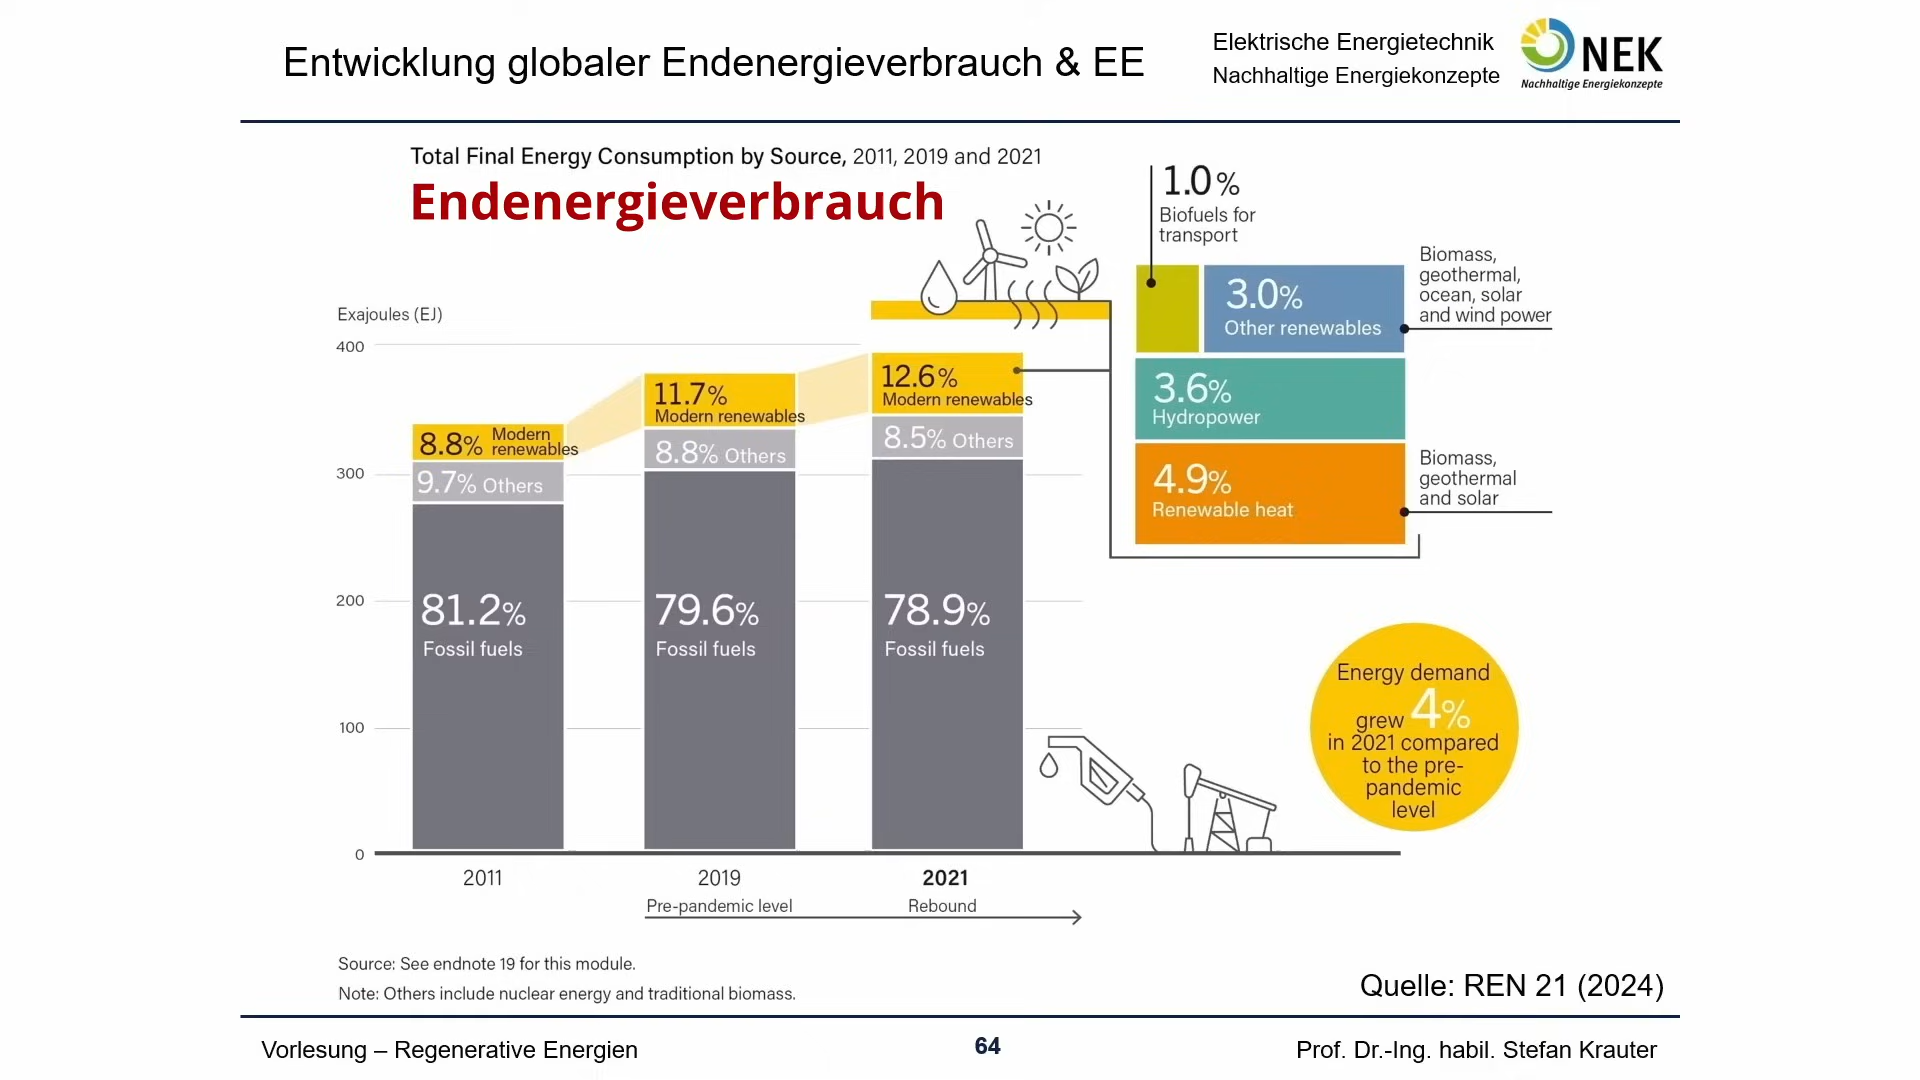 Entwicklung globaler Endenergieverbrauch & EE
Elektrische Energietechnik
Nachhaltige Energiekonzepte
NEK
Nachhaltige Energiekonzepte
Total Final Energy Consumption by Source, 2011, 2019 and 2021
Endenergieverbrauch
1.0%
Biofuels for
transport
3.0%
Other renewables
Biomass,
geothermal,
ocean, solar
and wind power
3.6%
Hydropower
4.9%
Renewable heat
Biomass,
geothermal
and solar
Exajoules (EJ)
400
300
200
100
0
8.8% Modern
renewables
9.7% Others
81.2%
Fossil fuels
11.7%
Modern renewables
8.8% Others
79.6%
Fossil fuels
12.6%
Modern renewables
8.5% Others
78.9%
Fossil fuels
Energy demand
grew 4%
in 2021 compared
to the pre-
pandemic
level
2011
2019
2021
Pre-pandemic level
Rebound
Source: See endnote 19 for this module.
Note: Others include nuclear energy and traditional biomass.
Quelle: REN 21 (2024)
Vorlesung – Regenerative Energien
64
Prof. Dr.-Ing. habil. Stefan Krauter